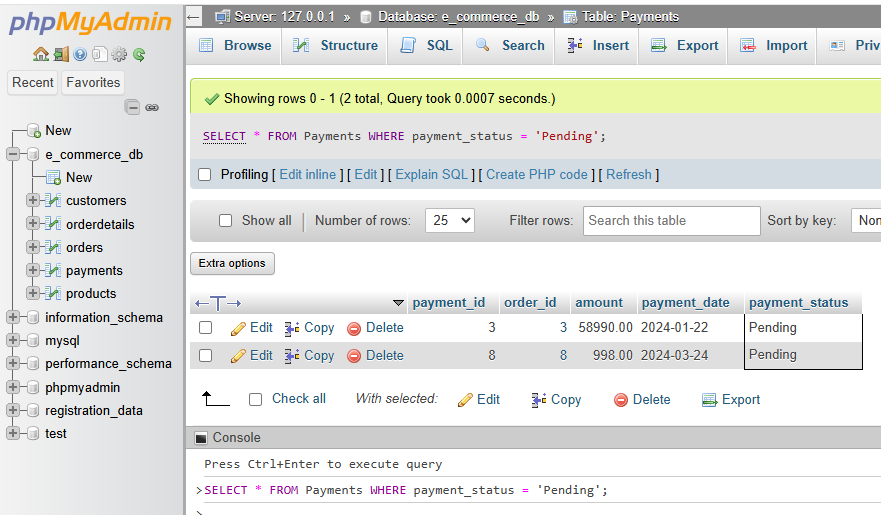 phpMyAdmin
Recent Favorites
New
e_commerce_db
New
customers
orderdetails
orders
payments
products
information_schema
mysql
performance_schema
phpmyadmin
registration_data
test
Server: 127.0.0.1 » Database: e_commerce_db » Table: Payments
Browse Structure SQL Search Insert Export Import Priv
Showing rows 0 - 1 (2 total, Query took 0.0007 seconds.)
SELECT * FROM Payments WHERE payment_status = 'Pending';
Profiling [ Edit inline ] [ Edit ] [ Explain SQL ] [ Create PHP code ] [ Refresh ]
Show all Number of rows: 25 Filter rows: Search this table Sort by key: Non
Extra options
←T→ payment_id order_id amount payment_date payment_status
Edit Copy Delete 3 3 58990.00 2024-01-22 Pending
Edit Copy Delete 8 8 998.00 2024-03-24 Pending
Check all With selected: Edit Copy Delete Export
Console
Press Ctrl+Enter to execute query
>SELECT * FROM Payments WHERE payment_status = 'Pending';
>